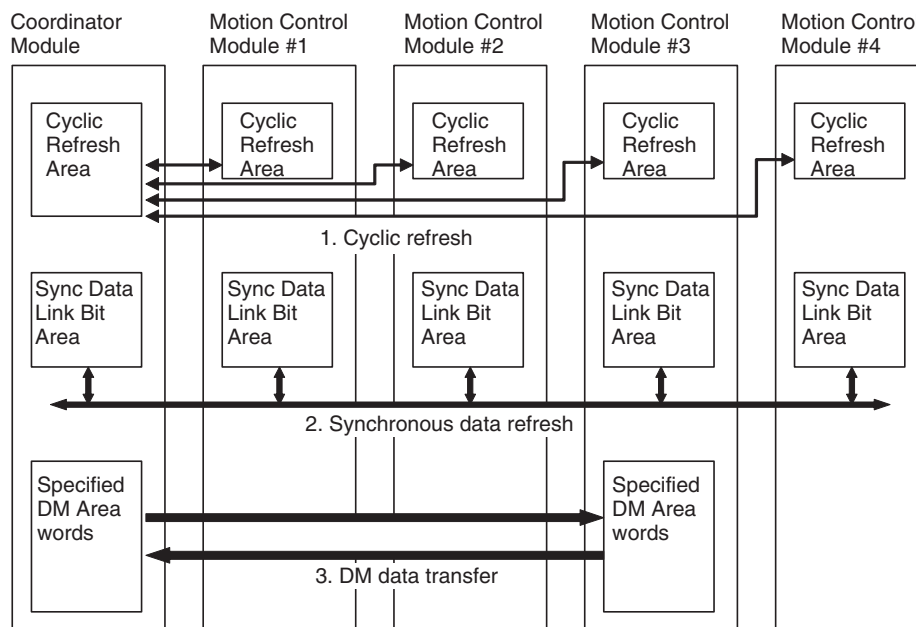 Coordinator
Module
Motion Control
Module #1
Motion Control
Module #2
Motion Control
Module #3
Motion Control
Module #4
Cyclic
Refresh
Area
Cyclic
Refresh
Area
Cyclic
Refresh
Area
Cyclic
Refresh
Area
Cyclic
Refresh
Area
1. Cyclic refresh
Sync Data
Link Bit
Area
Sync Data
Link Bit
Area
Sync Data
Link Bit
Area
Sync Data
Link Bit
Area
Sync Data
Link Bit
Area
2. Synchronous data refresh
Specified
DM Area
words
Specified
DM Area
words
3. DM data transfer